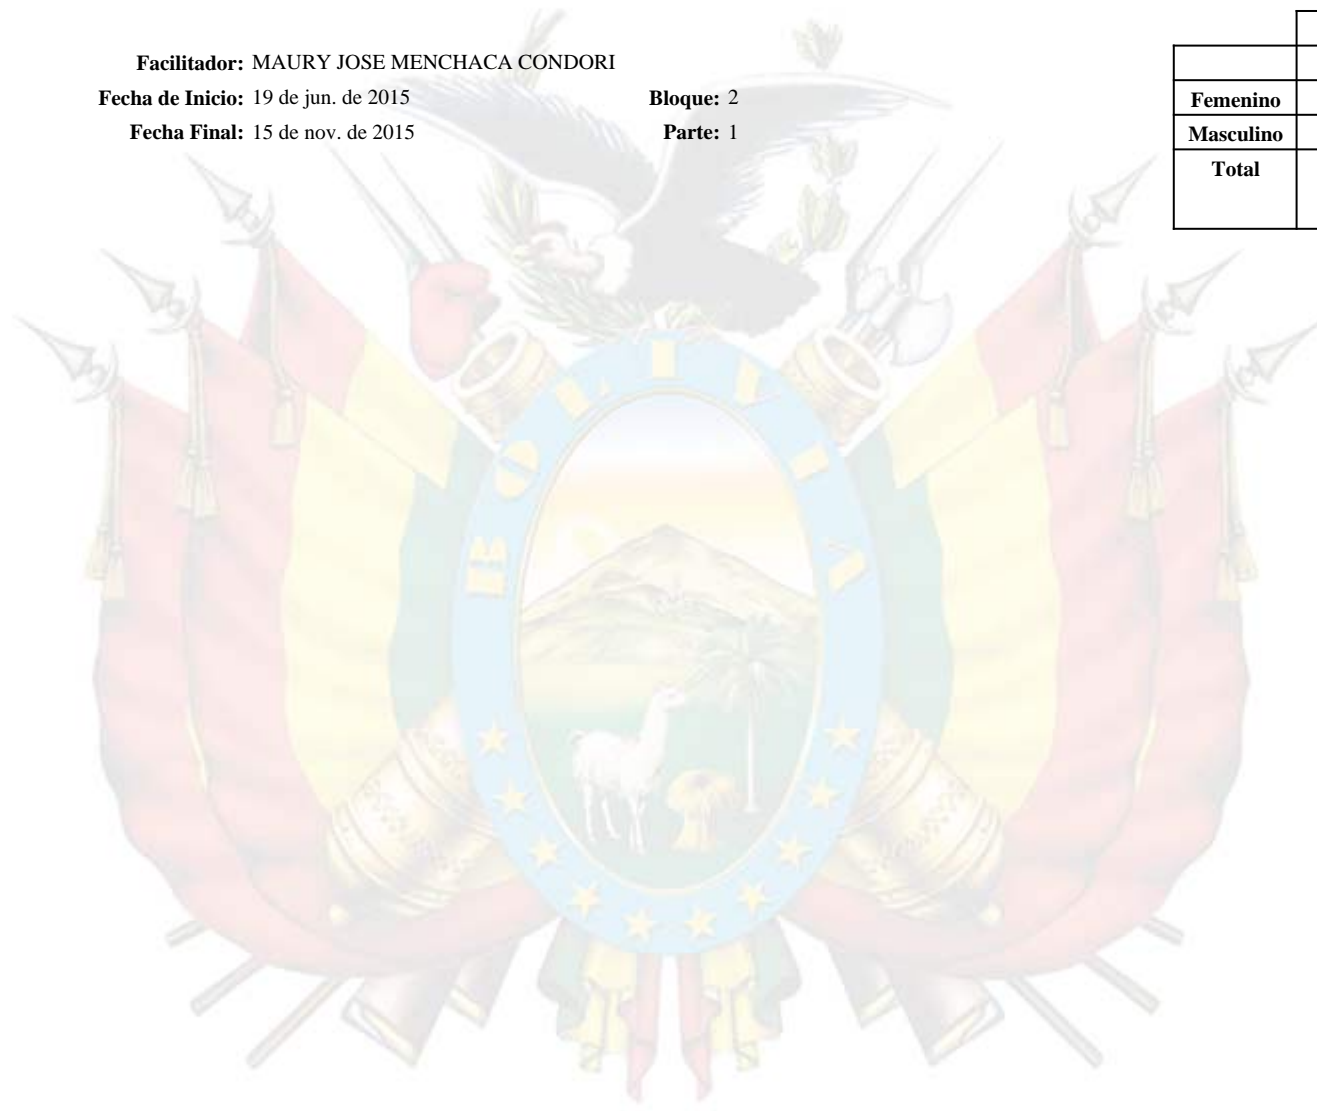 Facilitador: MAURY JOSE MENCHACA CONDORI
Fecha de Inicio: 19 de jun. de 2015 Bloque: 2
Fecha Final: 15 de nov. de 2015 Parte: 1
Femenino
Masculino
Total
BOLIVIA